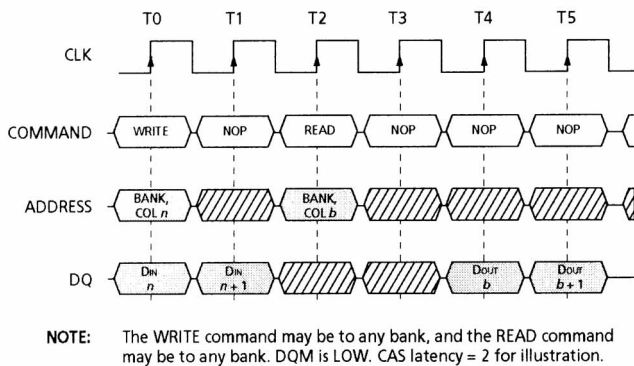 T0 T1 T2 T3 T4 T5
CLK
COMMAND WRITE NOP READ NOP NOP NOP
ADDRESS BANK, COL n BANK, COL b
DQ DIN n DIN n + 1 DOUT b DOUT b + 1
NOTE: The WRITE command may be to any bank, and the READ command
may be to any bank. DQM is LOW. CAS latency = 2 for illustration.